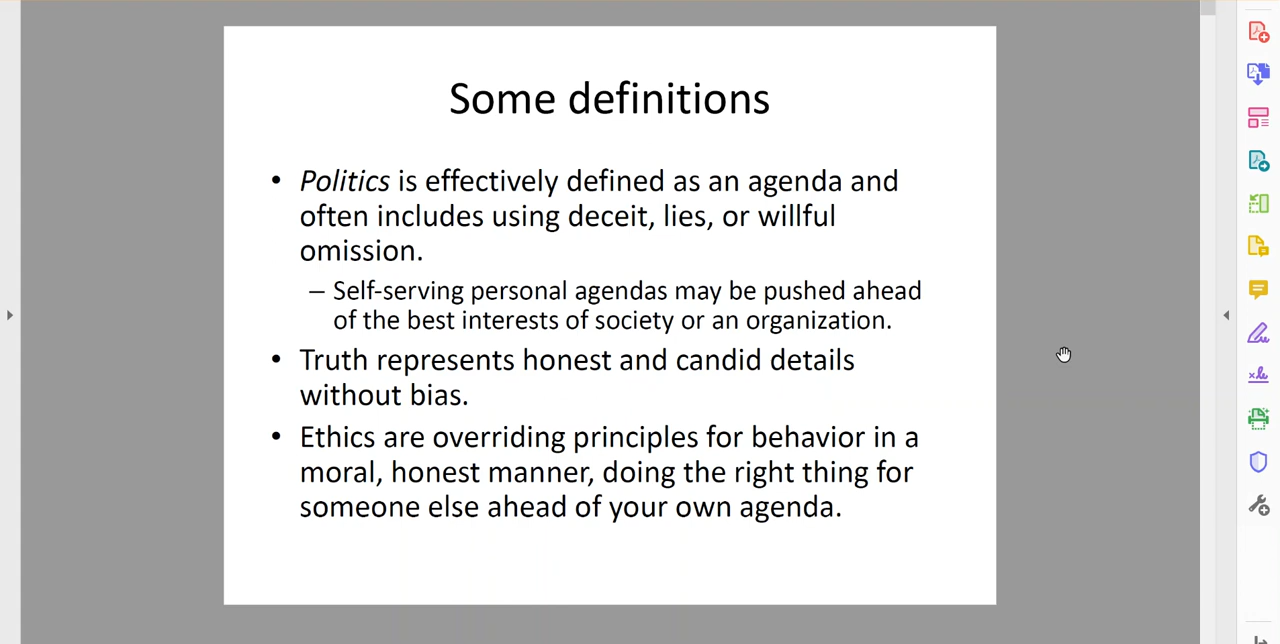 Some definitions
• Politics is effectively defined as an agenda and
often includes using deceit, lies, or willful
omission.
– Self-serving personal agendas may be pushed ahead
of the best interests of society or an organization.
• Truth represents honest and candid details
without bias.
• Ethics are overriding principles for behavior in a
moral, honest manner, doing the right thing for
someone else ahead of your own agenda.